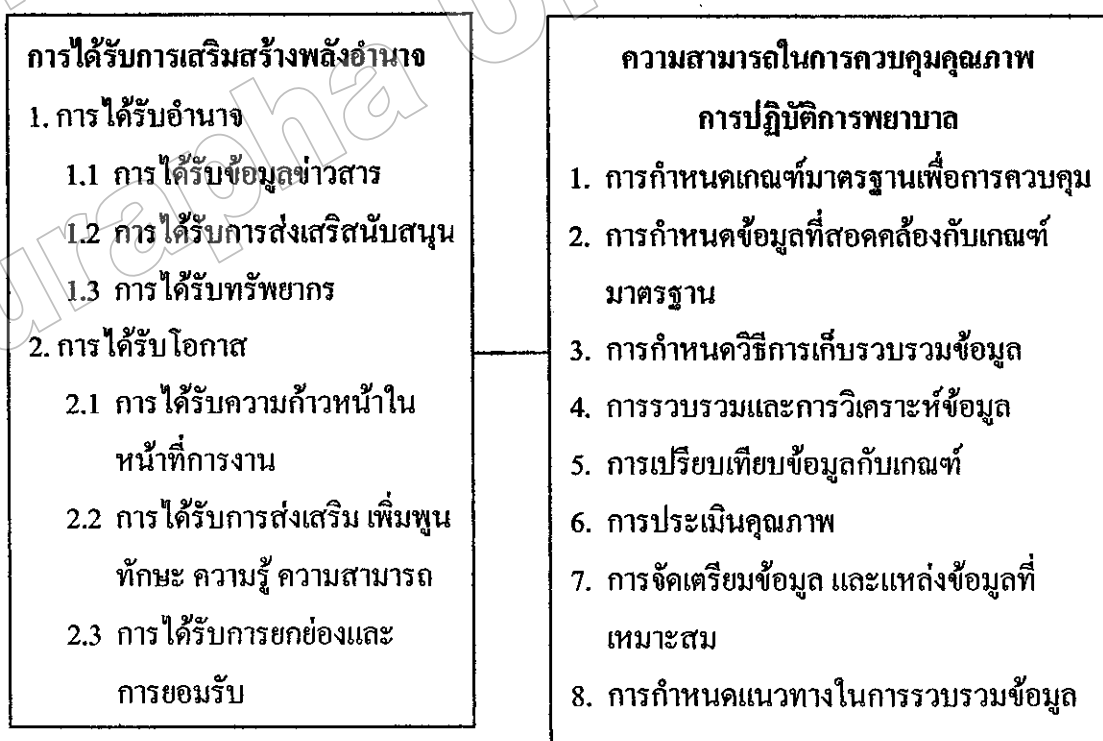 การได้รับการเสริมสร้างพลังอำนาจ
1. การได้รับอำนาจ
1.1 การได้รับข้อมูลข่าวสาร
1.2 การได้รับการส่งเสริสนับสนุน
1.3 การได้รับทรัพยากร
2. การได้รับโอกาส
2.1 การได้รับความก้าวหน้าใน
หน้าที่การงาน
2.2 การได้รับการส่งเสริม เพิ่มพูน
ทักษะ ความรู้ ความสามารถ
2.3 การได้รับการยกย่องและ
การยอมรับ
ความสามารถในการควบคุมคุณภาพ
การปฏิบัติการพยาบาล
1. การกำหนดเกณฑ์มาตรฐานเพื่อการควบคุม
2. การกำหนดข้อมูลที่สอดคล้องกับเกณฑ์
มาตรฐาน
3. การกำหนดวิธีการเก็บรวบรวมข้อมูล
4. การรวบรวมและการวิเคราะห์ข้อมูล
5. การเปรียบเทียบข้อมูลกับเกณฑ์
6. การประเมินคุณภาพ
7. การจัดเตรียมข้อมูล และแหล่งข้อมูลที่
เหมาะสม
8. การกำหนดแนวทางในการรวบรวมข้อมูล